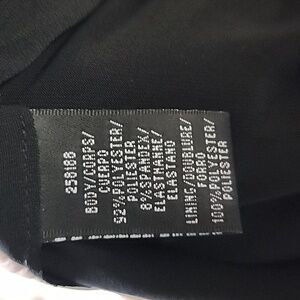 258188
BODY/CORPS/
CUERPO
92%POLYESTER/
POLIESTER
8%SPANDEX/
ELASTHANNE/
ELASTANO
LINING/DOUBLURE/
FORRO
100%POLYESTER/
POLIESTER